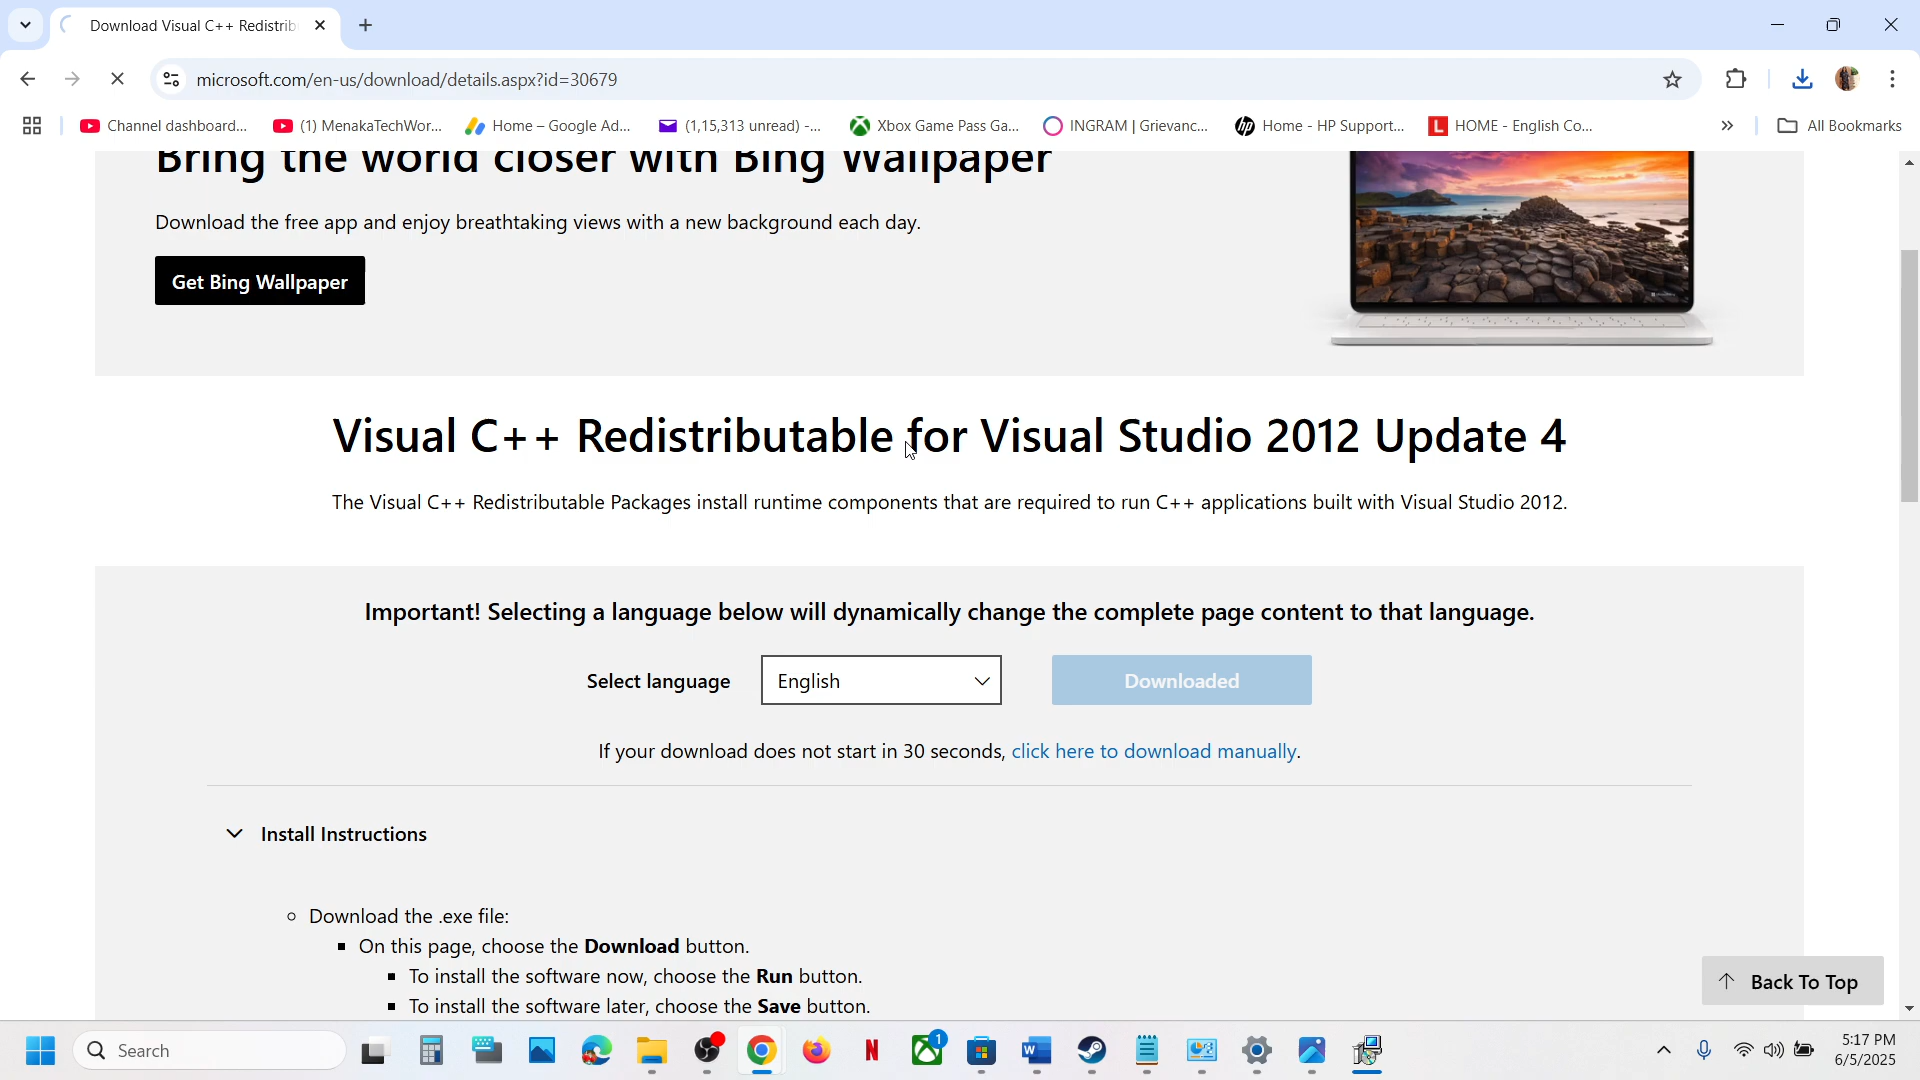 Download Visual C++ Redistrib
microsoft.com/en-us/download/details.aspx?id=30679
Channel dashboard...
(1) MenakaTechWor...
Home – Google Ad...
(1,15,313 unread) -...
Xbox Game Pass Ga...
INGRAM | Grievanc...
Home - HP Support...
HOME - English Co...
»
All Bookmarks
Bring the world closer with Bing Wallpaper
Download the free app and enjoy breathtaking views with a new background each day.
Get Bing Wallpaper
Visual C++ Redistributable for Visual Studio 2012 Update 4
The Visual C++ Redistributable Packages install runtime components that are required to run C++ applications built with Visual Studio 2012.
Important! Selecting a language below will dynamically change the complete page content to that language.
Select language
English
Downloaded
If your download does not start in 30 seconds, click here to download manually.
Install Instructions
Download the .exe file:
On this page, choose the Download button.
To install the software now, choose the Run button.
To install the software later, choose the Save button.
Back To Top
Search
1
5:17 PM
6/5/2025